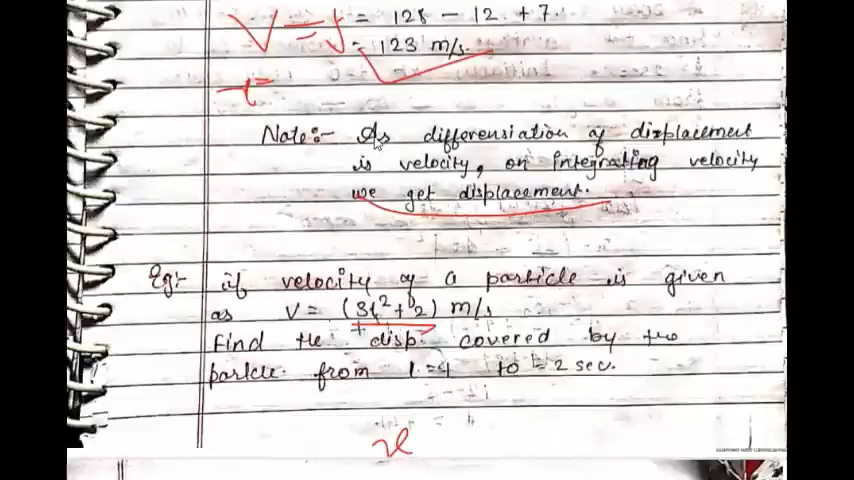 V = = 128 - 12 + 7.
= 123 m/s.
t =
Note:- As differensiation of displacement
is velocity, on integrating velocity
we get displacement.
Eg:- if velocity of a particle is given
as V = (3t² + 2) m/s
Find the disp. covered by the
particle from t = 4 to = 2 sec.
x